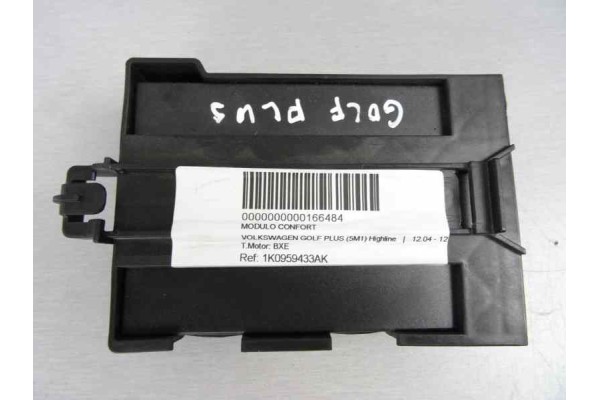 GOLF PLUS
0000000000166484
MODULO CONFORT
VOLKSWAGEN GOLF PLUS (5M1) Highline | 12.04 - 12
T.Motor: BXE
Ref: 1K0959433AK